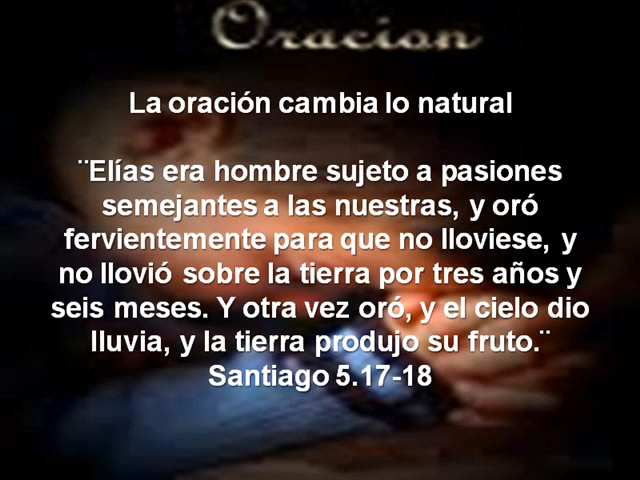 Oracion
La oración cambia lo natural
¨Elías era hombre sujeto a pasiones
semejantes a las nuestras, y oró
fervientemente para que no lloviese, y
no llovió sobre la tierra por tres años y
seis meses. Y otra vez oró, y el cielo dio
lluvia, y la tierra produjo su fruto.¨
Santiago 5.17-18